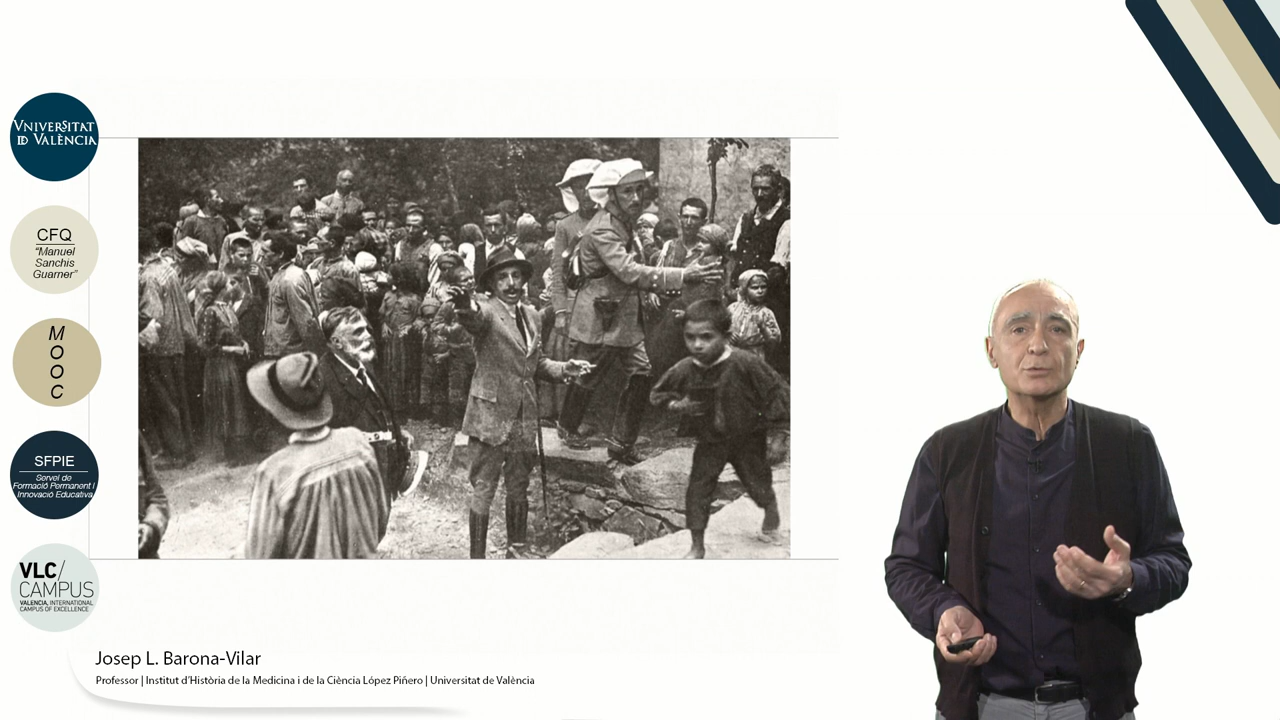 VNIVERSITAT
ID VALÈNCIA
CFQ
"Manuel
Sanchis
Guarner"
M
O
O
C
SFPIE
Servei de
Formació Permanent i
Innovació Educativa
VLC/
CAMPUS
VALENCIA, INTERNATIONAL
CAMPUS OF EXCELLENCE
Josep L. Barona-Vilar
Professor | Institut d'Història de la Medicina i de la Ciència López Piñero | Universitat de València